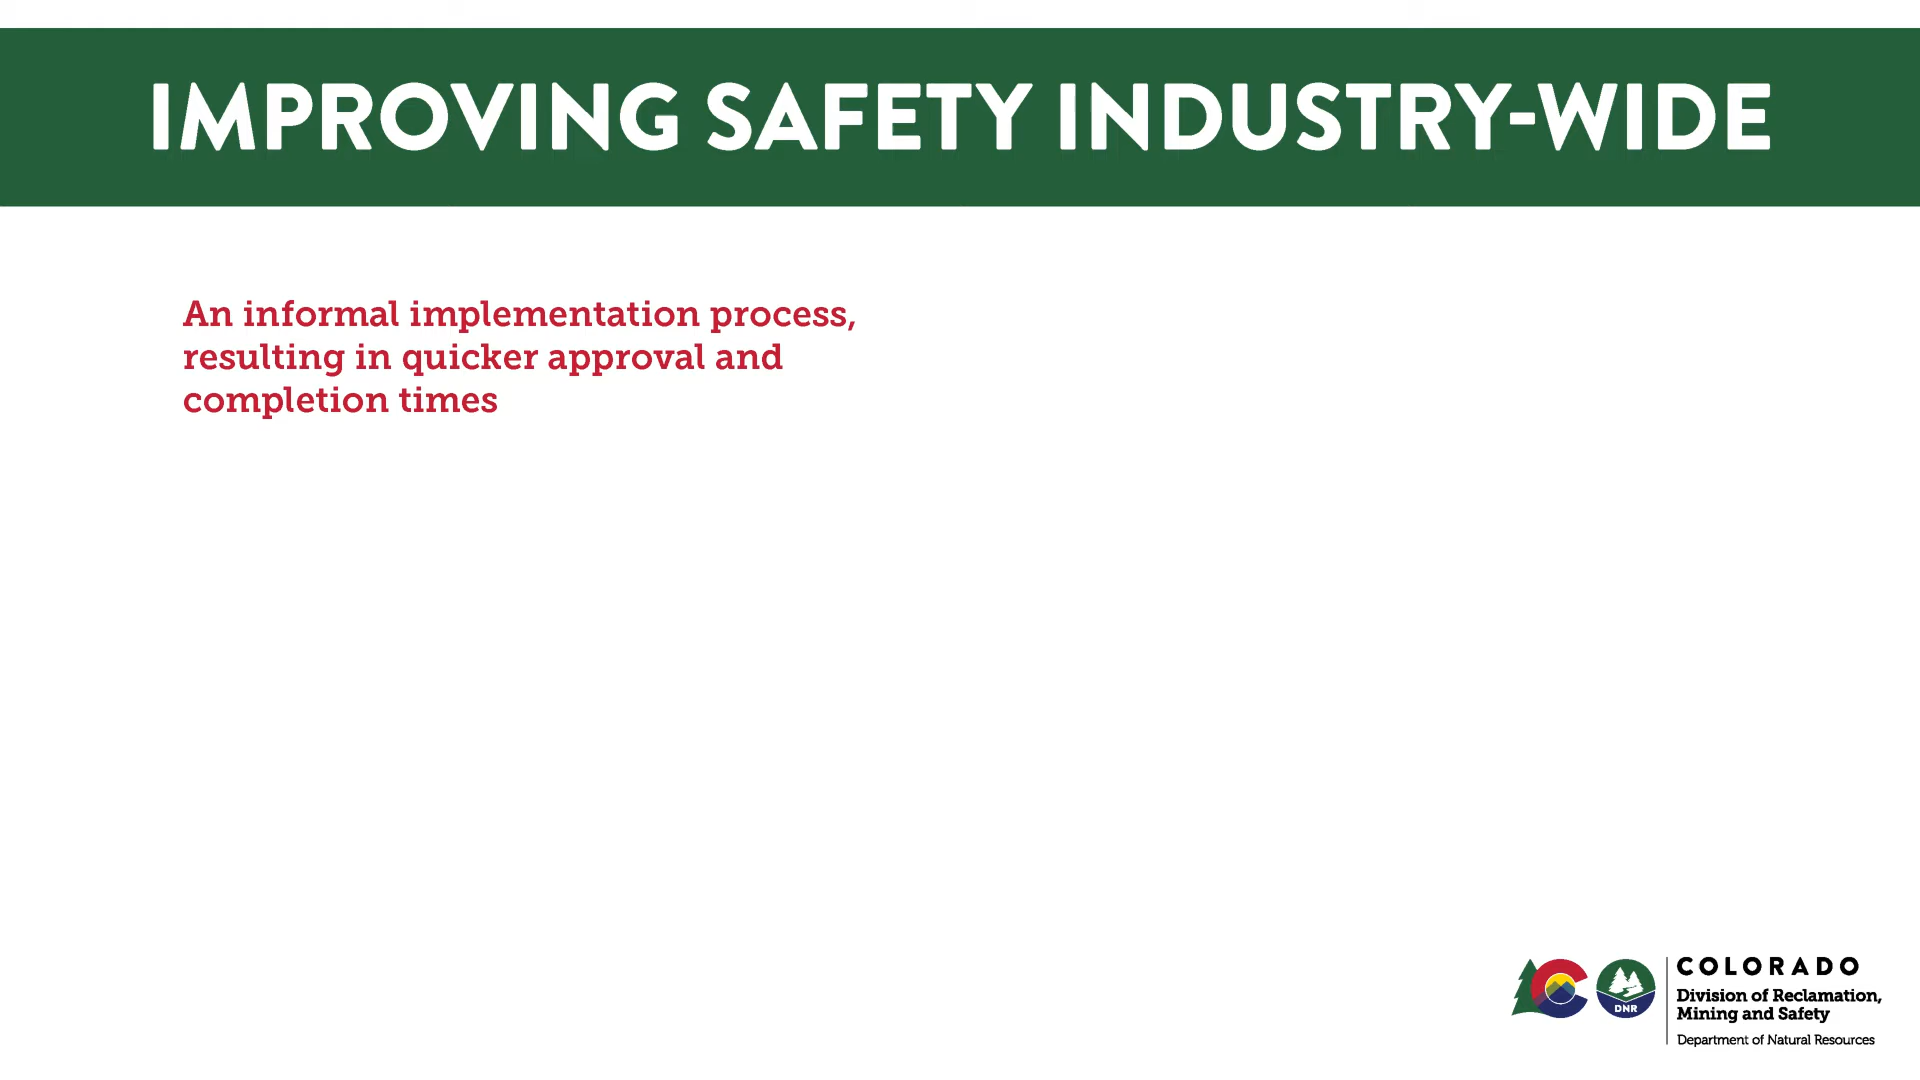 IMPROVING SAFETY INDUSTRY-WIDE
An informal implementation process,
resulting in quicker approval and
completion times
DNR
COLORADO
Division of Reclamation,
Mining and Safety
Department of Natural Resources